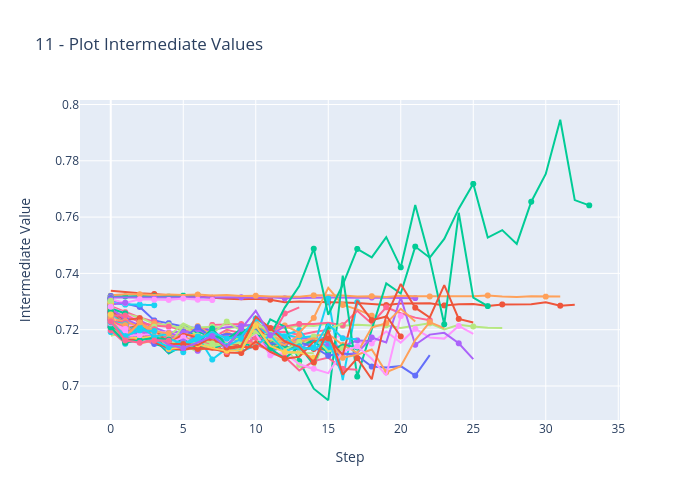 11 - Plot Intermediate Values
0.8
0.78
0.76
0.74
0.72
0.7
Intermediate Value
0 5 10 15 20 25 30 35
Step